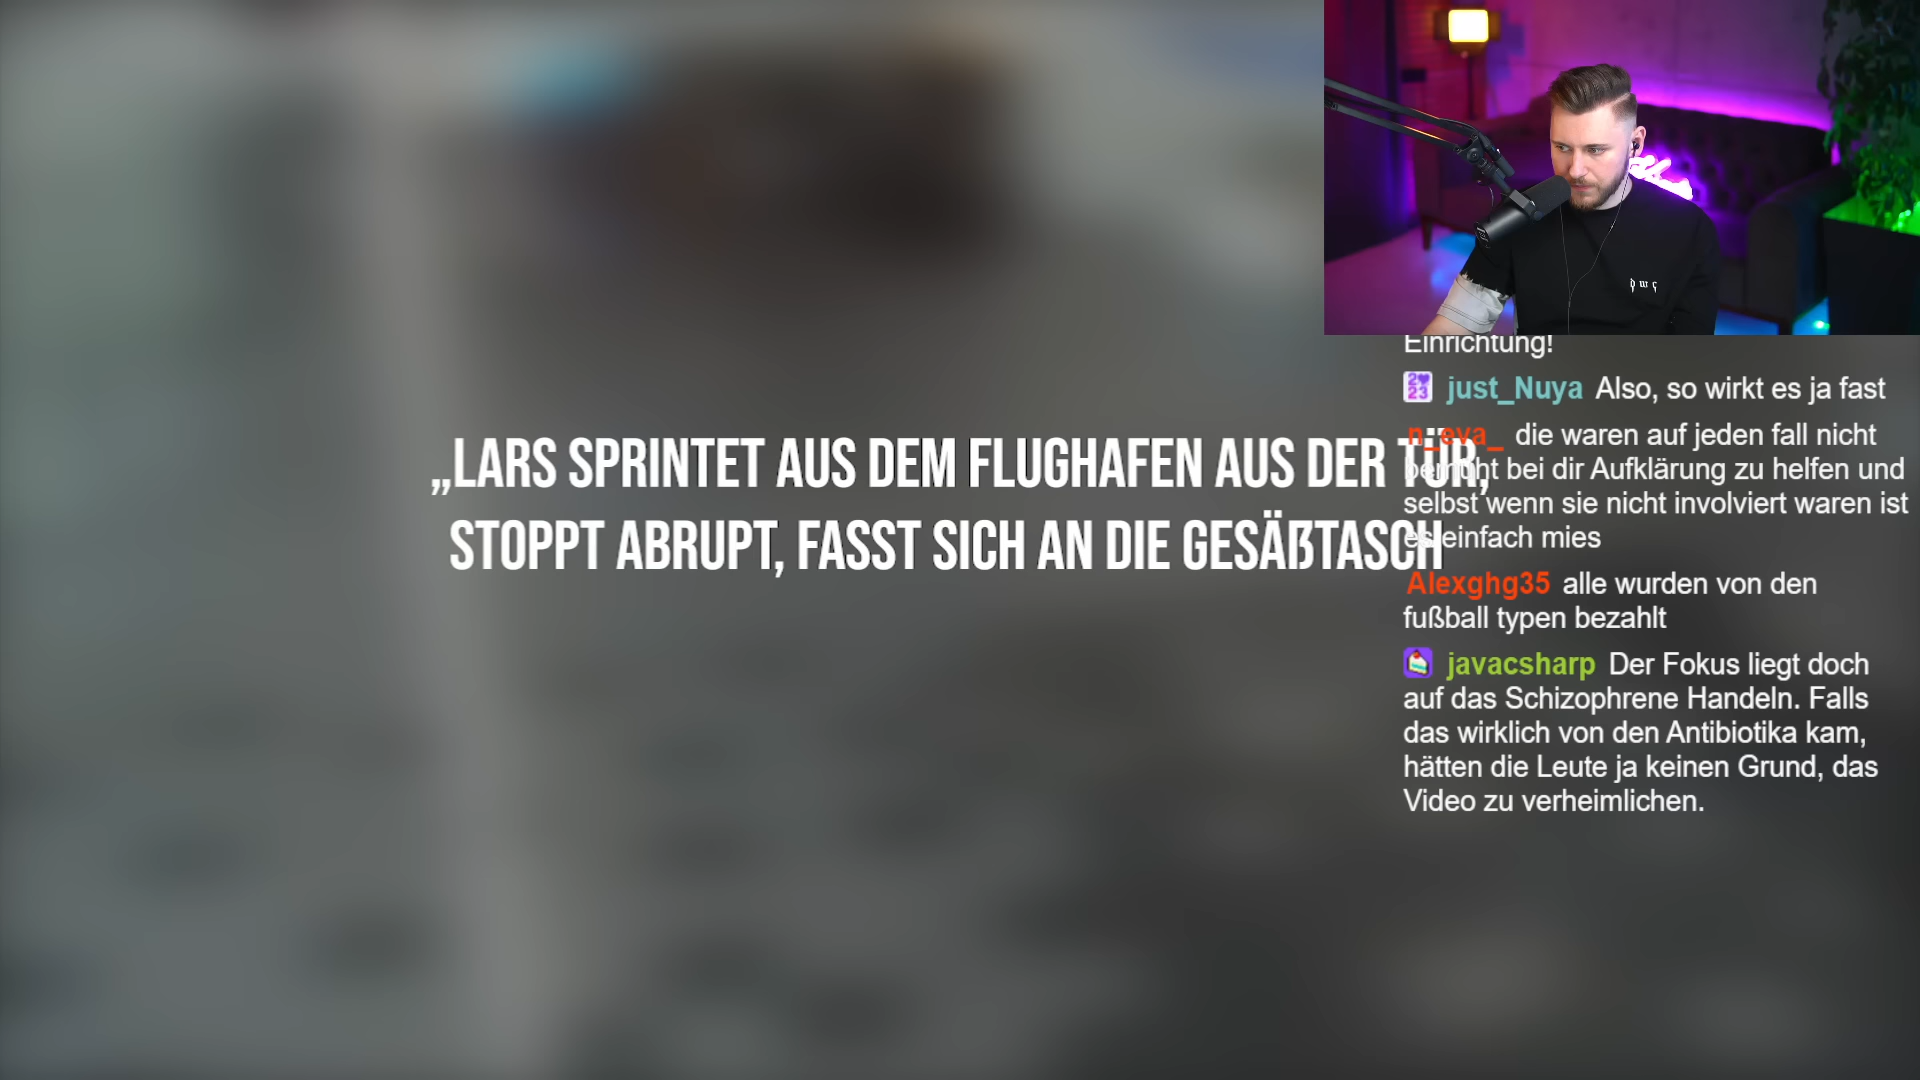 „LARS SPRINTET AUS DEM FLUGHAFEN AUS DER TÜR,
STOPPT ABRUPT, FASST SICH AN DIE GESÄẞTASCH
Einrichtung!
just_Nuya Also, so wirkt es ja fast
n_eva_ die waren auf jeden fall nicht
bemüht bei dir Aufklärung zu helfen und
selbst wenn sie nicht involviert waren ist
es einfach mies
Alexghg35 alle wurden von den
fußball typen bezahlt
javacsharp Der Fokus liegt doch
auf das Schizophrene Handeln. Falls
das wirklich von den Antibiotika kam,
hätten die Leute ja keinen Grund, das
Video zu verheimlichen.